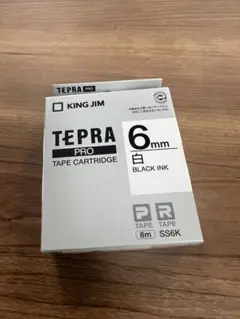 TEPRA PRO
KING JIM
TEPRA
PRO
TAPE CARTRIDGE
6mm
白
BLACK INK
P R
TAPE TAPE
8m SS6K